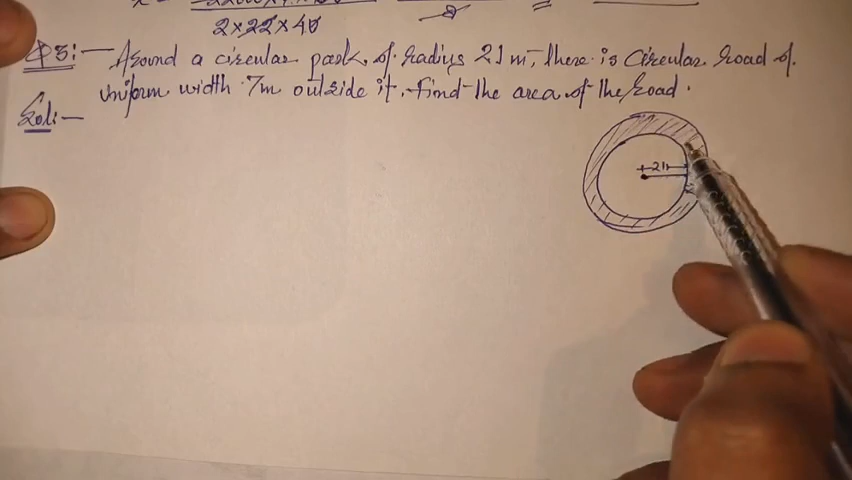 2×22×40
Q3:- Around a circular park of radius 21m, there is Circular road of
uniform width 7m outside it. Find the area of the road.
Sol:-
21